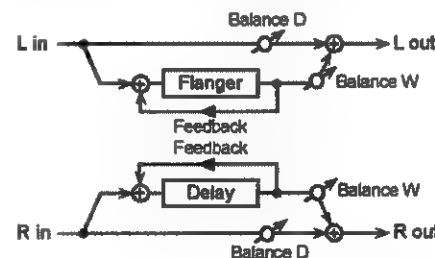 Balance D
L in
L out
Flanger
Balance W
Feedback
Feedback
Delay
Balance W
R in
R out
Balance D